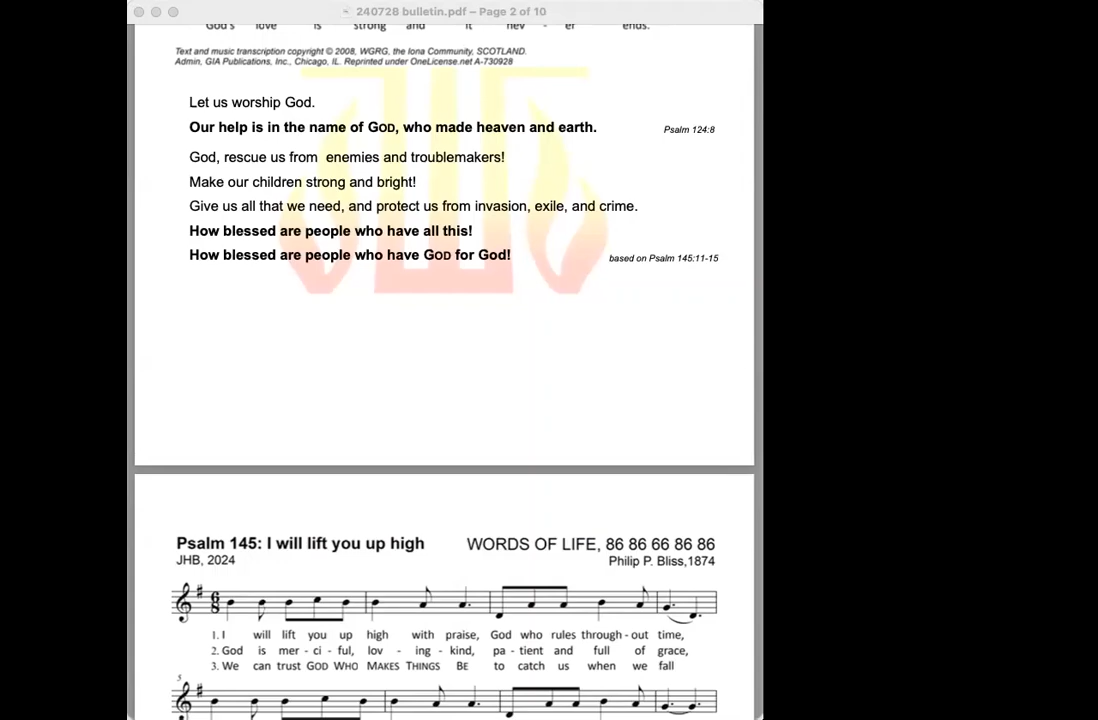 240728 bulletin.pdf – Page 2 of 10
God's love is strong and it nev - er ends.
Text and music transcription copyright © 2008, WGRG, the Iona Community, SCOTLAND.
Admin, GIA Publications, Inc., Chicago, IL. Reprinted under OneLicense.net A-730928
Let us worship God.
Our help is in the name of GOD, who made heaven and earth. Psalm 124:8
God, rescue us from  enemies and troublemakers!
Make our children strong and bright!
Give us all that we need, and protect us from invasion, exile, and crime.
How blessed are people who have all this!
How blessed are people who have GOD for God! based on Psalm 145:11-15
Psalm 145: I will lift you up high WORDS OF LIFE, 86 86 66 86 86
JHB, 2024 Philip P. Bliss,1874
6
8
1. I will lift you up high with praise, God who rules through - out time,
2. God is mer - ci - ful, lov - ing - kind, pa - tient and full of grace,
3. We can trust GOD WHO MAKES THINGS BE to catch us when we fall
5